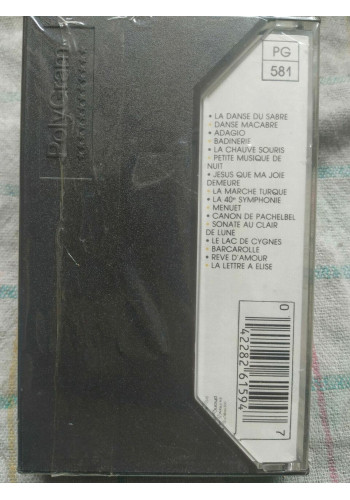 PolyGram
PG
581
• LA DANSE DU SABRE
• DANSE MACABRE
• ADAGIO
• BADINERIE
• LA CHAUVE SOURIS
• PETITE MUSIQUE DE
NUIT
• JESUS QUE MA JOIE
DEMEURE
• LA MARCHE TURQUE
• LA 40e SYMPHONIE
• MENUET
• CANON DE PACHELBEL
• SONATE AU CLAIR
DE LUNE
• LE LAC DE CYGNES
• BARCAROLLE
• REVE D'AMOUR
• LA LETTRE A ELISE
0 42282 61594 7